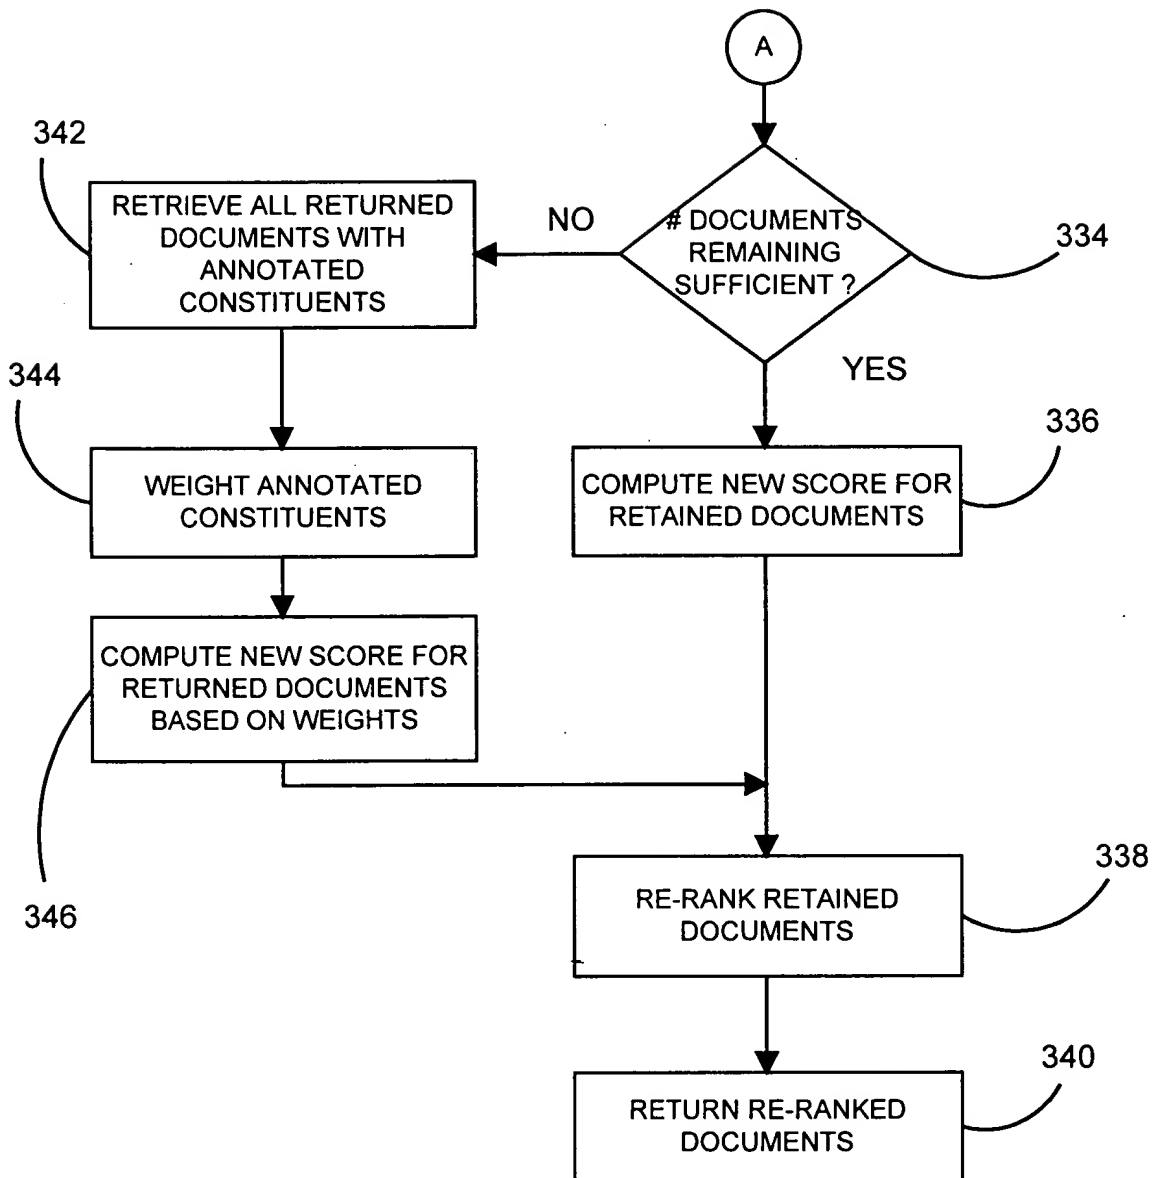 A
342
RETRIEVE ALL RETURNED
DOCUMENTS WITH
ANNOTATED
CONSTITUENTS
NO
# DOCUMENTS
REMAINING
SUFFICIENT ?
334
YES
344
WEIGHT ANNOTATED
CONSTITUENTS
336
COMPUTE NEW SCORE FOR
RETAINED DOCUMENTS
COMPUTE NEW SCORE FOR
RETURNED DOCUMENTS
BASED ON WEIGHTS
346
338
RE-RANK RETAINED
DOCUMENTS
340
RETURN RE-RANKED
DOCUMENTS